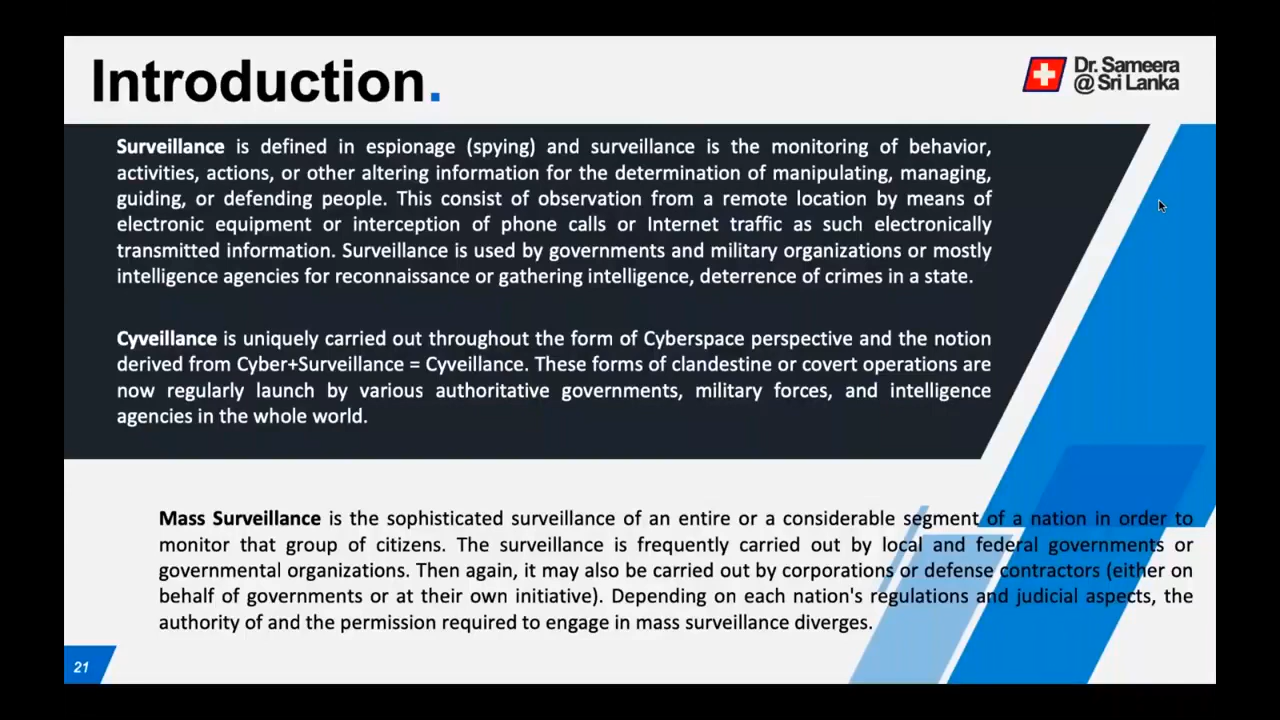 Introduction.
Dr. Sameera
@ Sri Lanka
Surveillance is defined in espionage (spying) and surveillance is the monitoring of behavior,
activities, actions, or other altering information for the determination of manipulating, managing,
guiding, or defending people. This consist of observation from a remote location by means of
electronic equipment or interception of phone calls or Internet traffic as such electronically
transmitted information. Surveillance is used by governments and military organizations or mostly
intelligence agencies for reconnaissance or gathering intelligence, deterrence of crimes in a state.
Cyveillance is uniquely carried out throughout the form of Cyberspace perspective and the notion
derived from Cyber+Surveillance = Cyveillance. These forms of clandestine or covert operations are
now regularly launch by various authoritative governments, military forces, and intelligence
agencies in the whole world.
Mass Surveillance is the sophisticated surveillance of an entire or a considerable segment of a nation in order to
monitor that group of citizens. The surveillance is frequently carried out by local and federal governments or
governmental organizations. Then again, it may also be carried out by corporations or defense contractors (either on
behalf of governments or at their own initiative). Depending on each nation's regulations and judicial aspects, the
authority of and the permission required to engage in mass surveillance diverges.
21